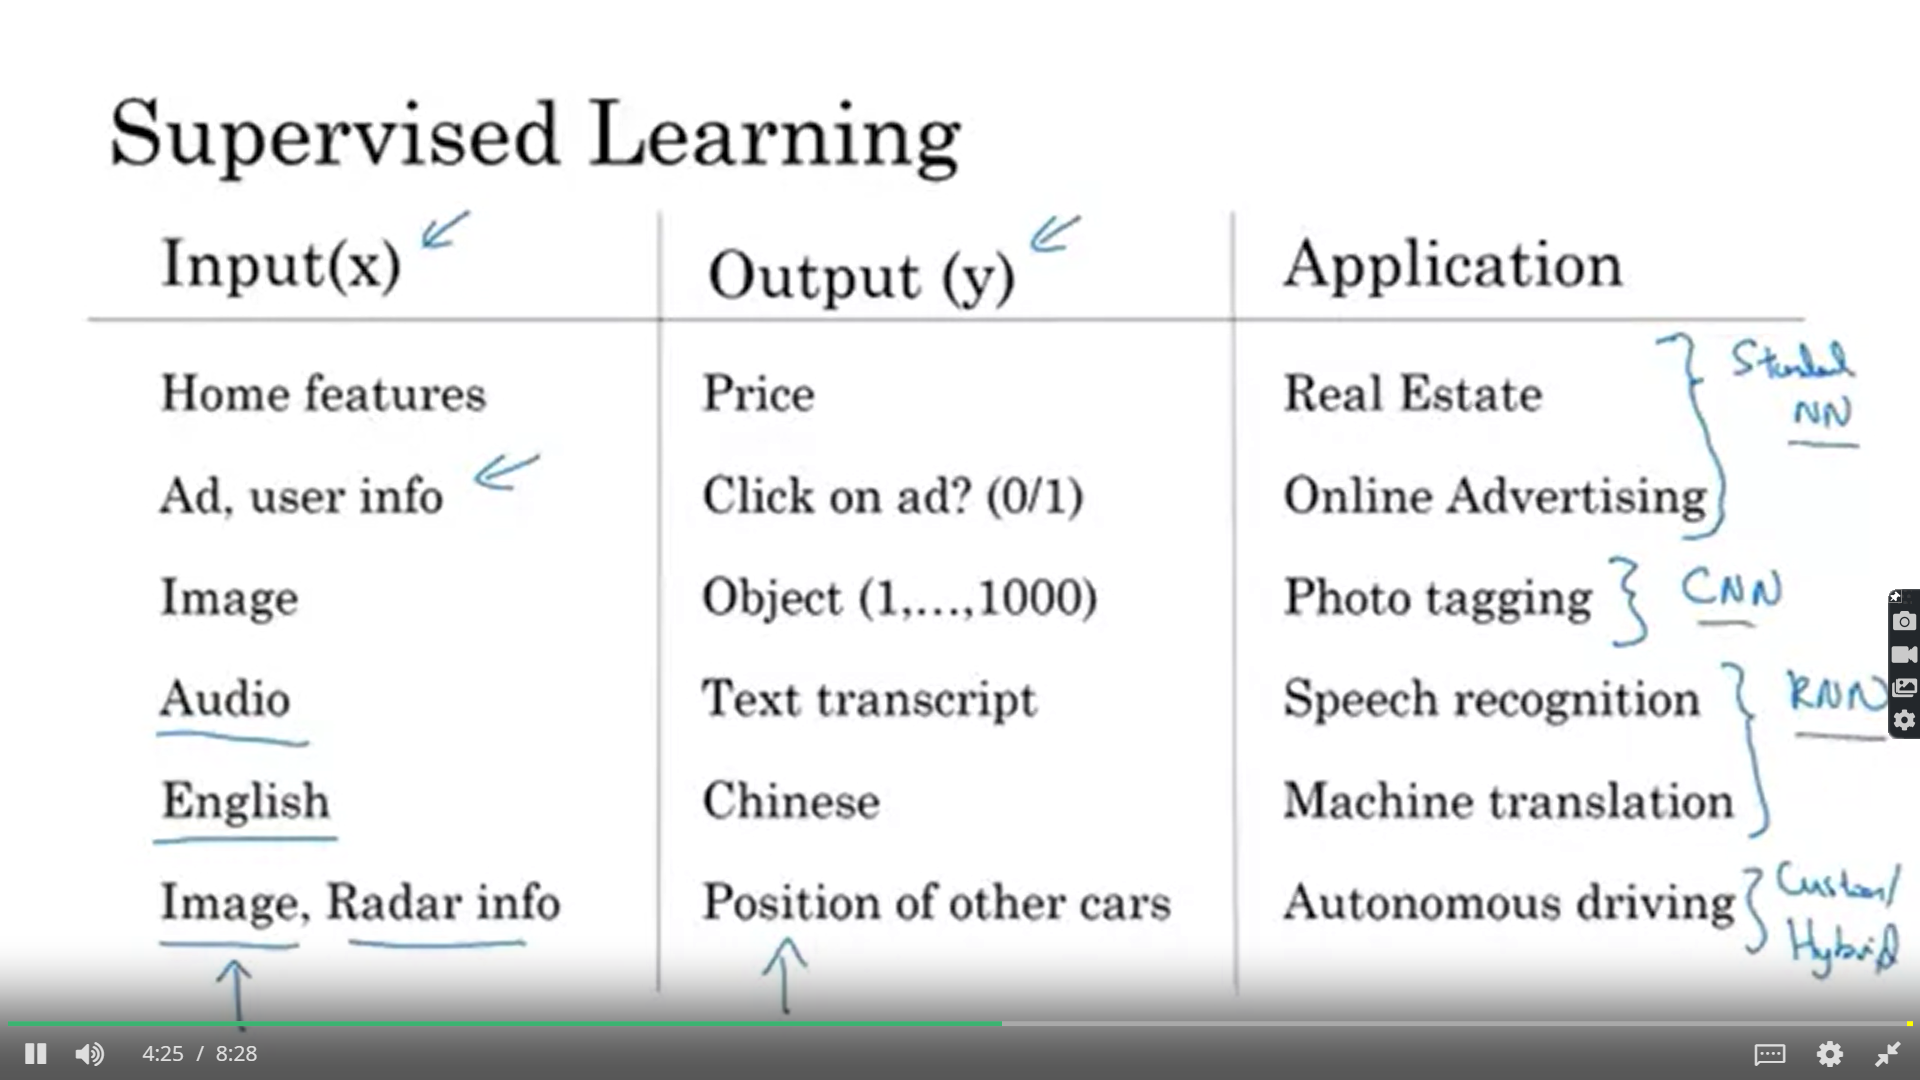 Supervised Learning
Input(x) Output (y) Application
Home features Price Real Estate
Standard
NN
Ad, user info Click on ad? (0/1) Online Advertising
Image Object (1,...,1000) Photo tagging CNN
Audio Text transcript Speech recognition RNN
English Chinese Machine translation
Image, Radar info Position of other cars Autonomous driving Custom/
Hybrid
4:25 / 8:28